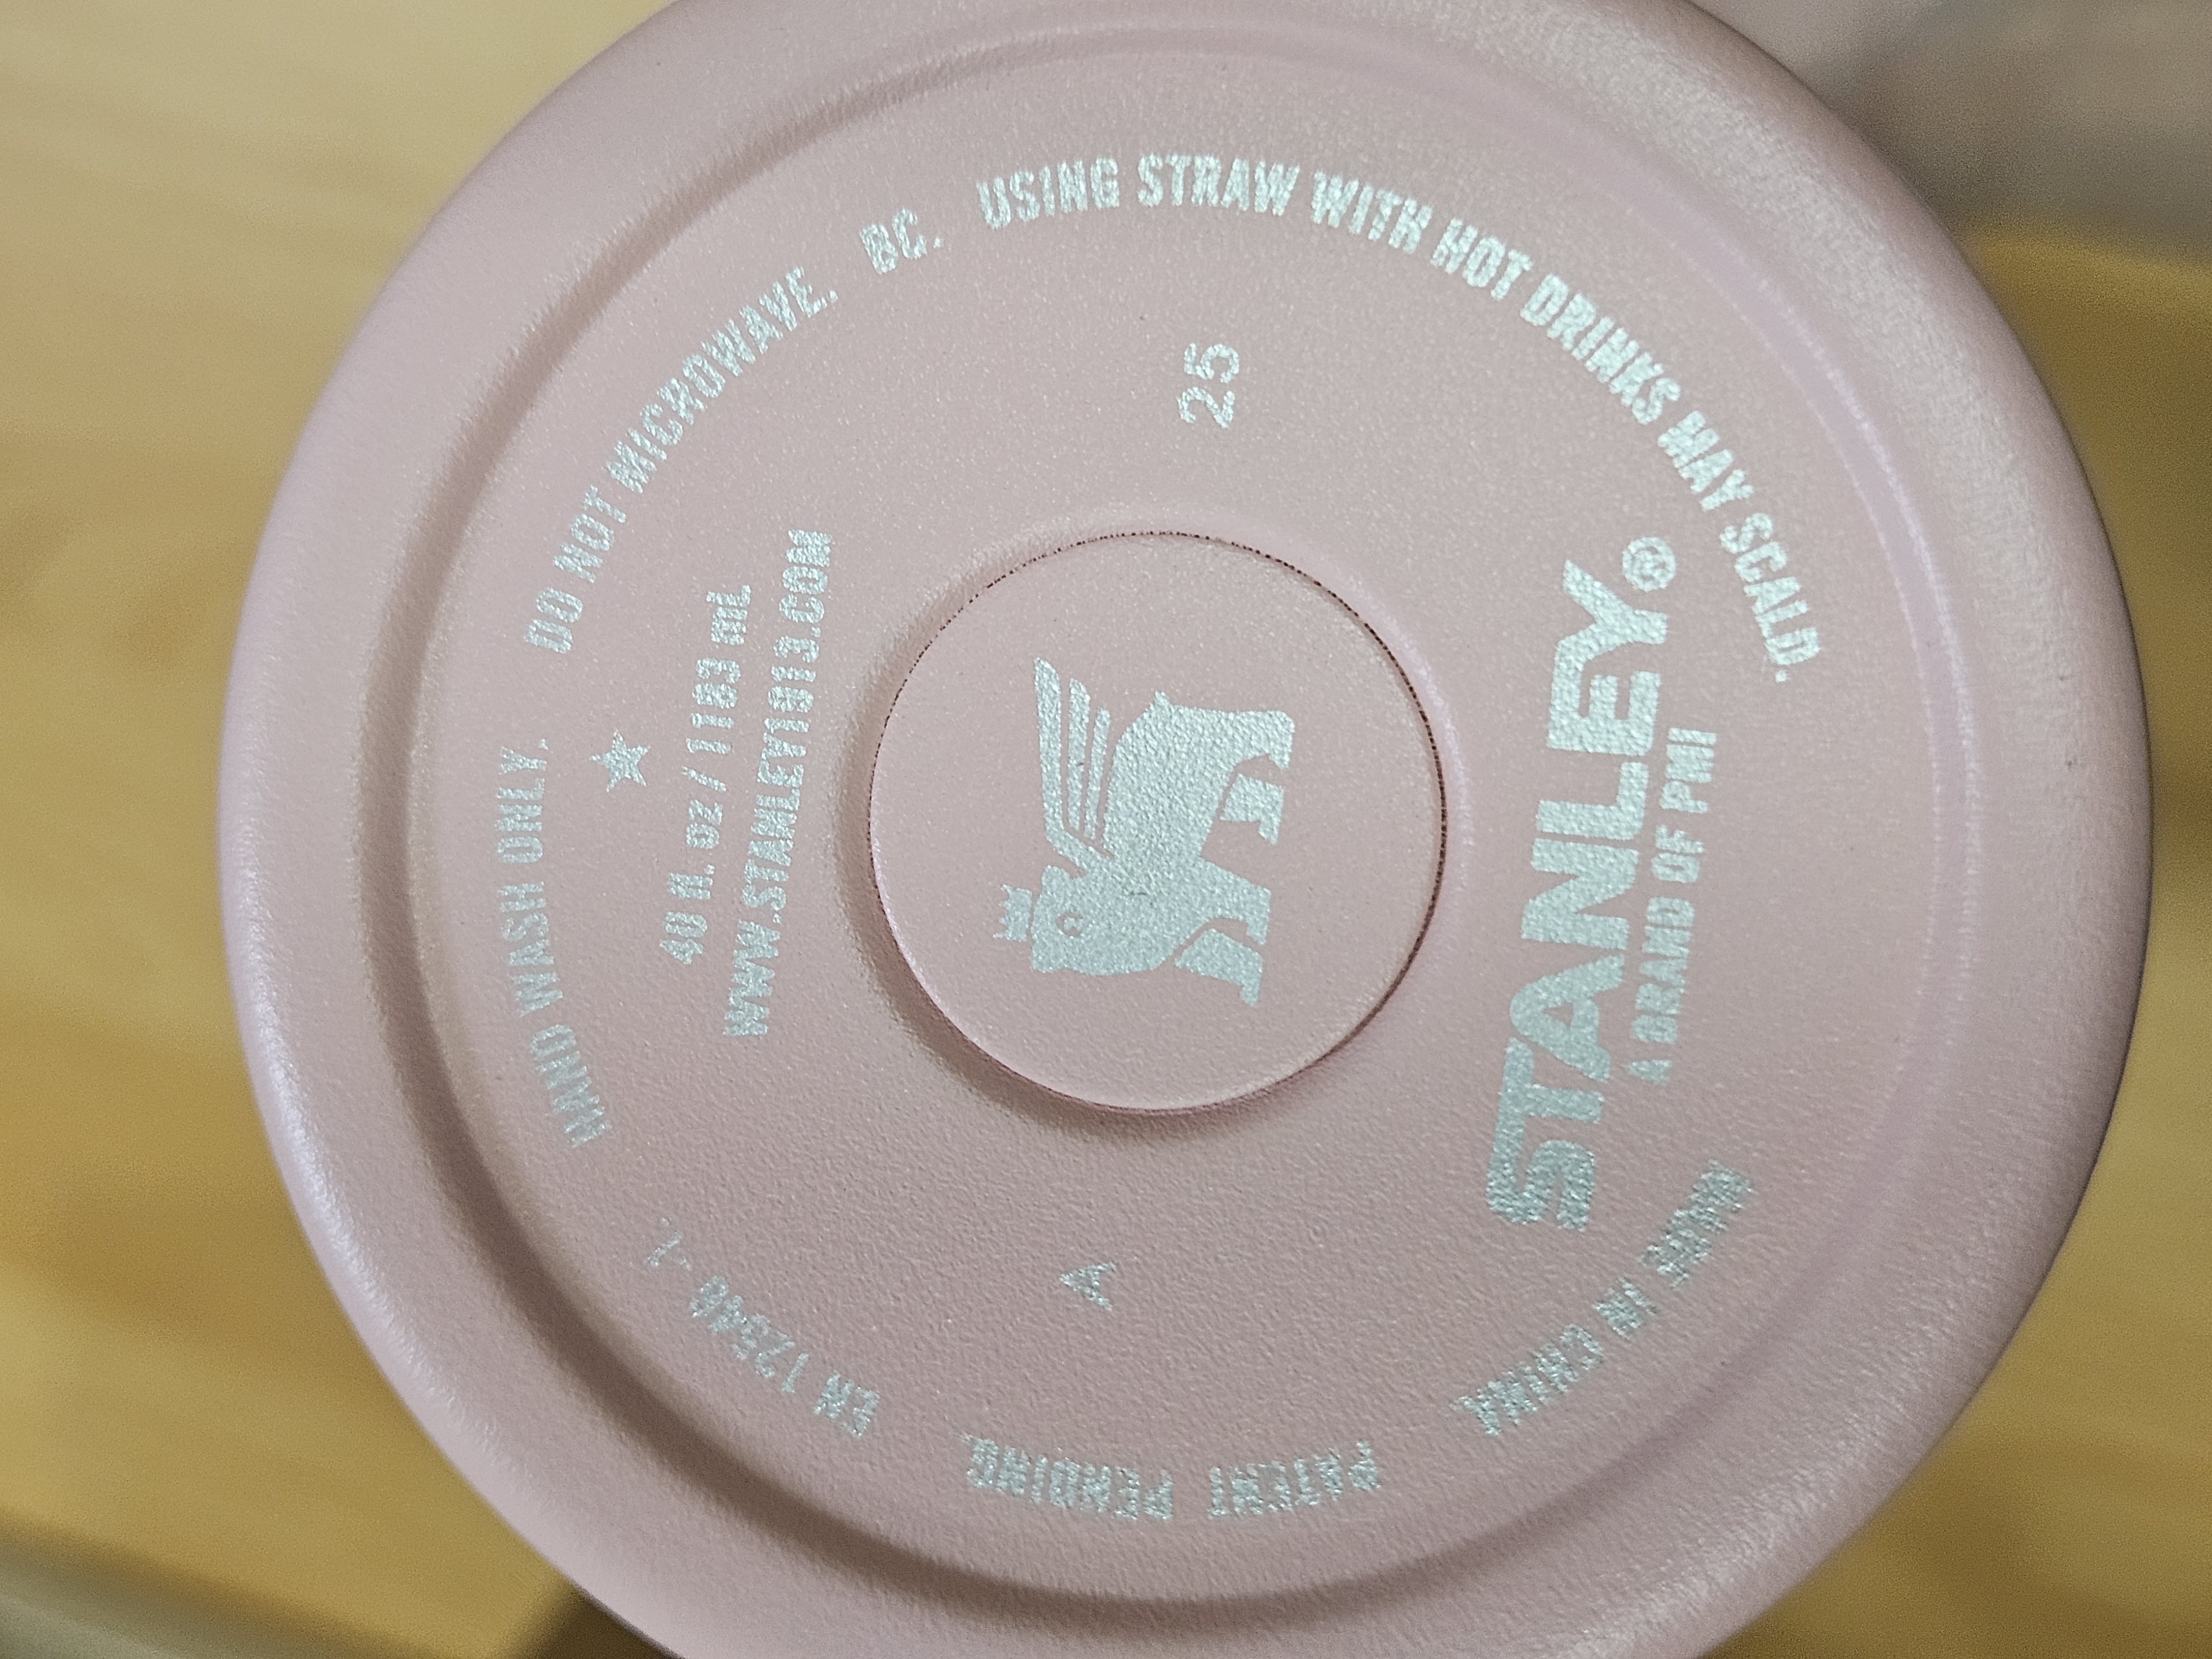 HAND WASH ONLY. DO NOT MICROWAVE. BC. USING STRAW WITH HOT DRINKS MAY SCALD.
★
40 fl. oz / 1183 mL
WWW.STANLEY1913.COM
A
25
STANLEY®
A BRAND OF PMI
MADE IN CHINA. PATENT PENDING. EN 12546-1.